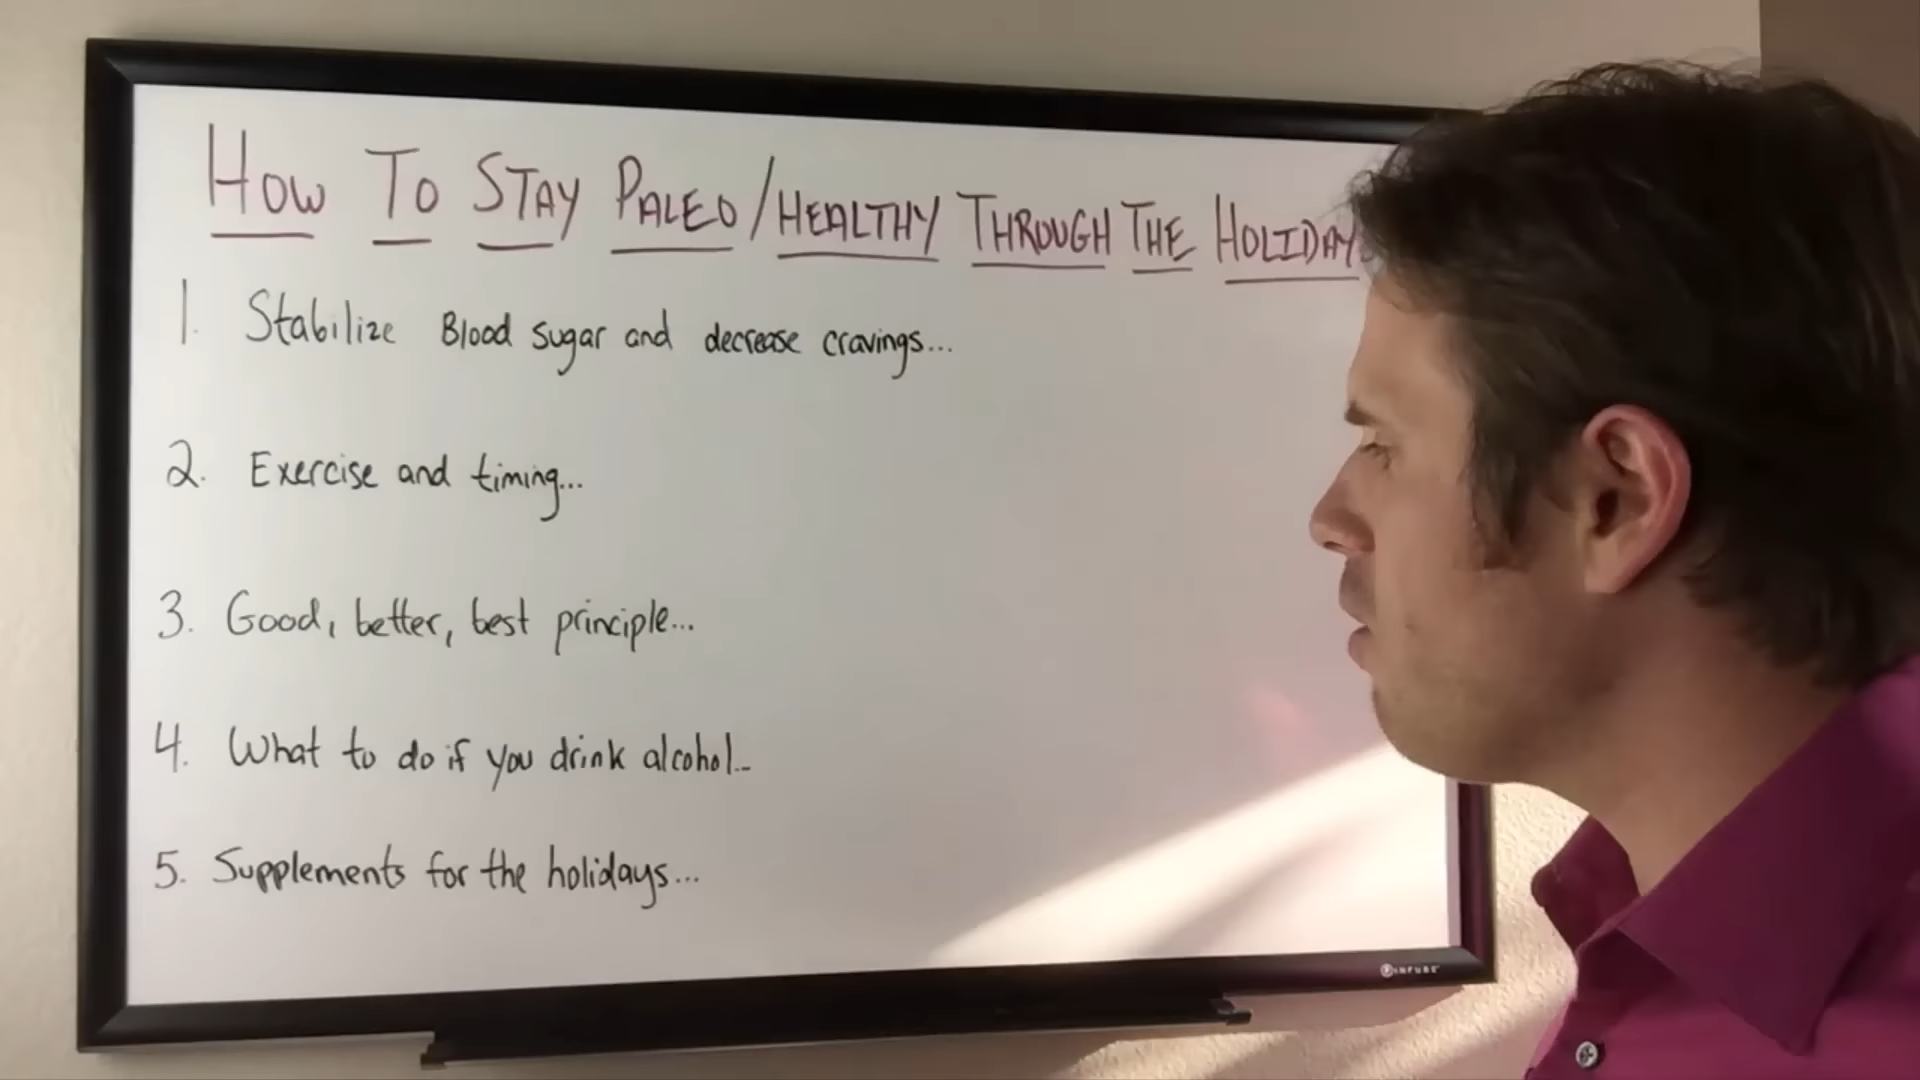 HOW TO STAY PALEO/HEALTHY THROUGH THE HOLIDAY
1. Stabilize Blood sugar and decrease cravings...
2. Exercise and timing...
3. Good, better, best principle...
4. What to do if you drink alcohol...
5. Supplements for the holidays...